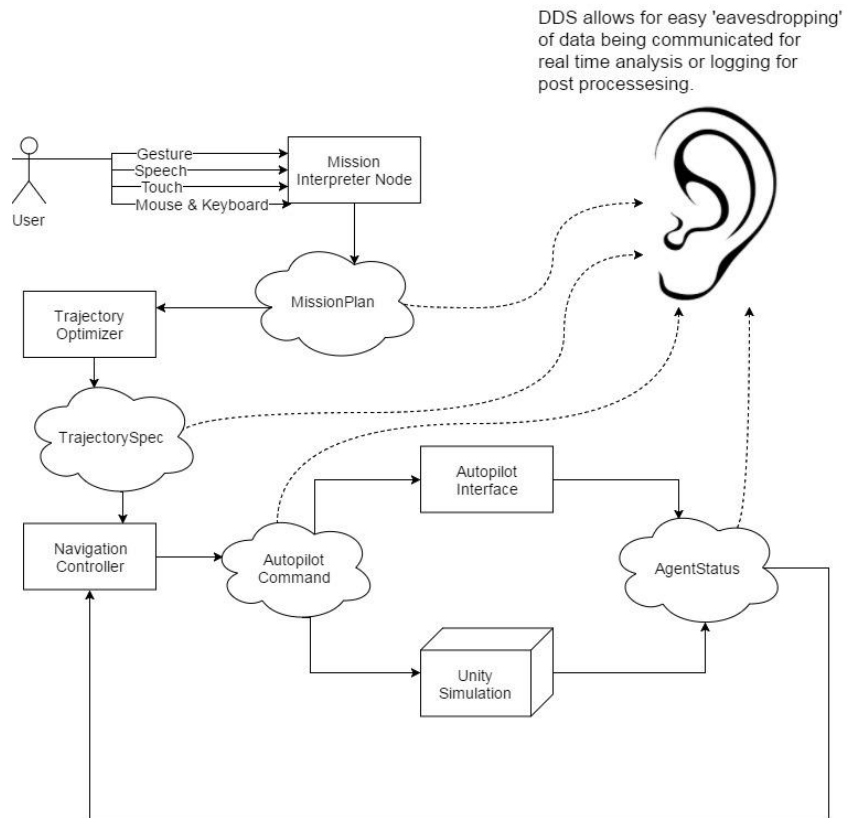 DDS allows for easy 'eavesdropping'
of data being communicated for
real time analysis or logging for
post processesing.
Gesture
Speech
Touch
Mouse & Keyboard
User
Mission
Interpreter Node
MissionPlan
Trajectory
Optimizer
TrajectorySpec
Navigation
Controller
Autopilot
Command
Autopilot
Interface
AgentStatus
Unity
Simulation